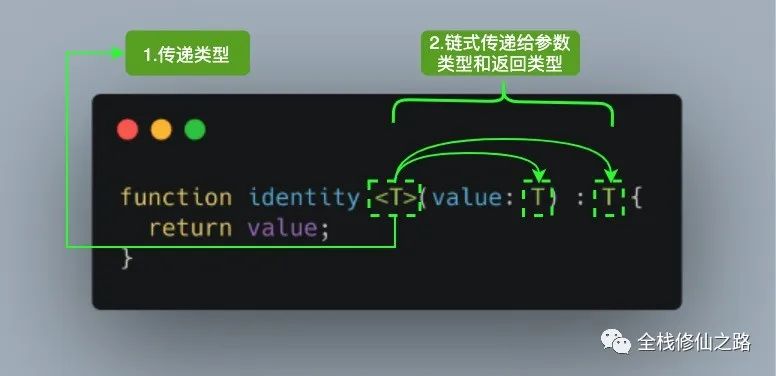 1.传递类型
2.链式传递给参数
类型和返回类型
function identity <T>(value: T) : T {
return value;
}
全栈修仙之路